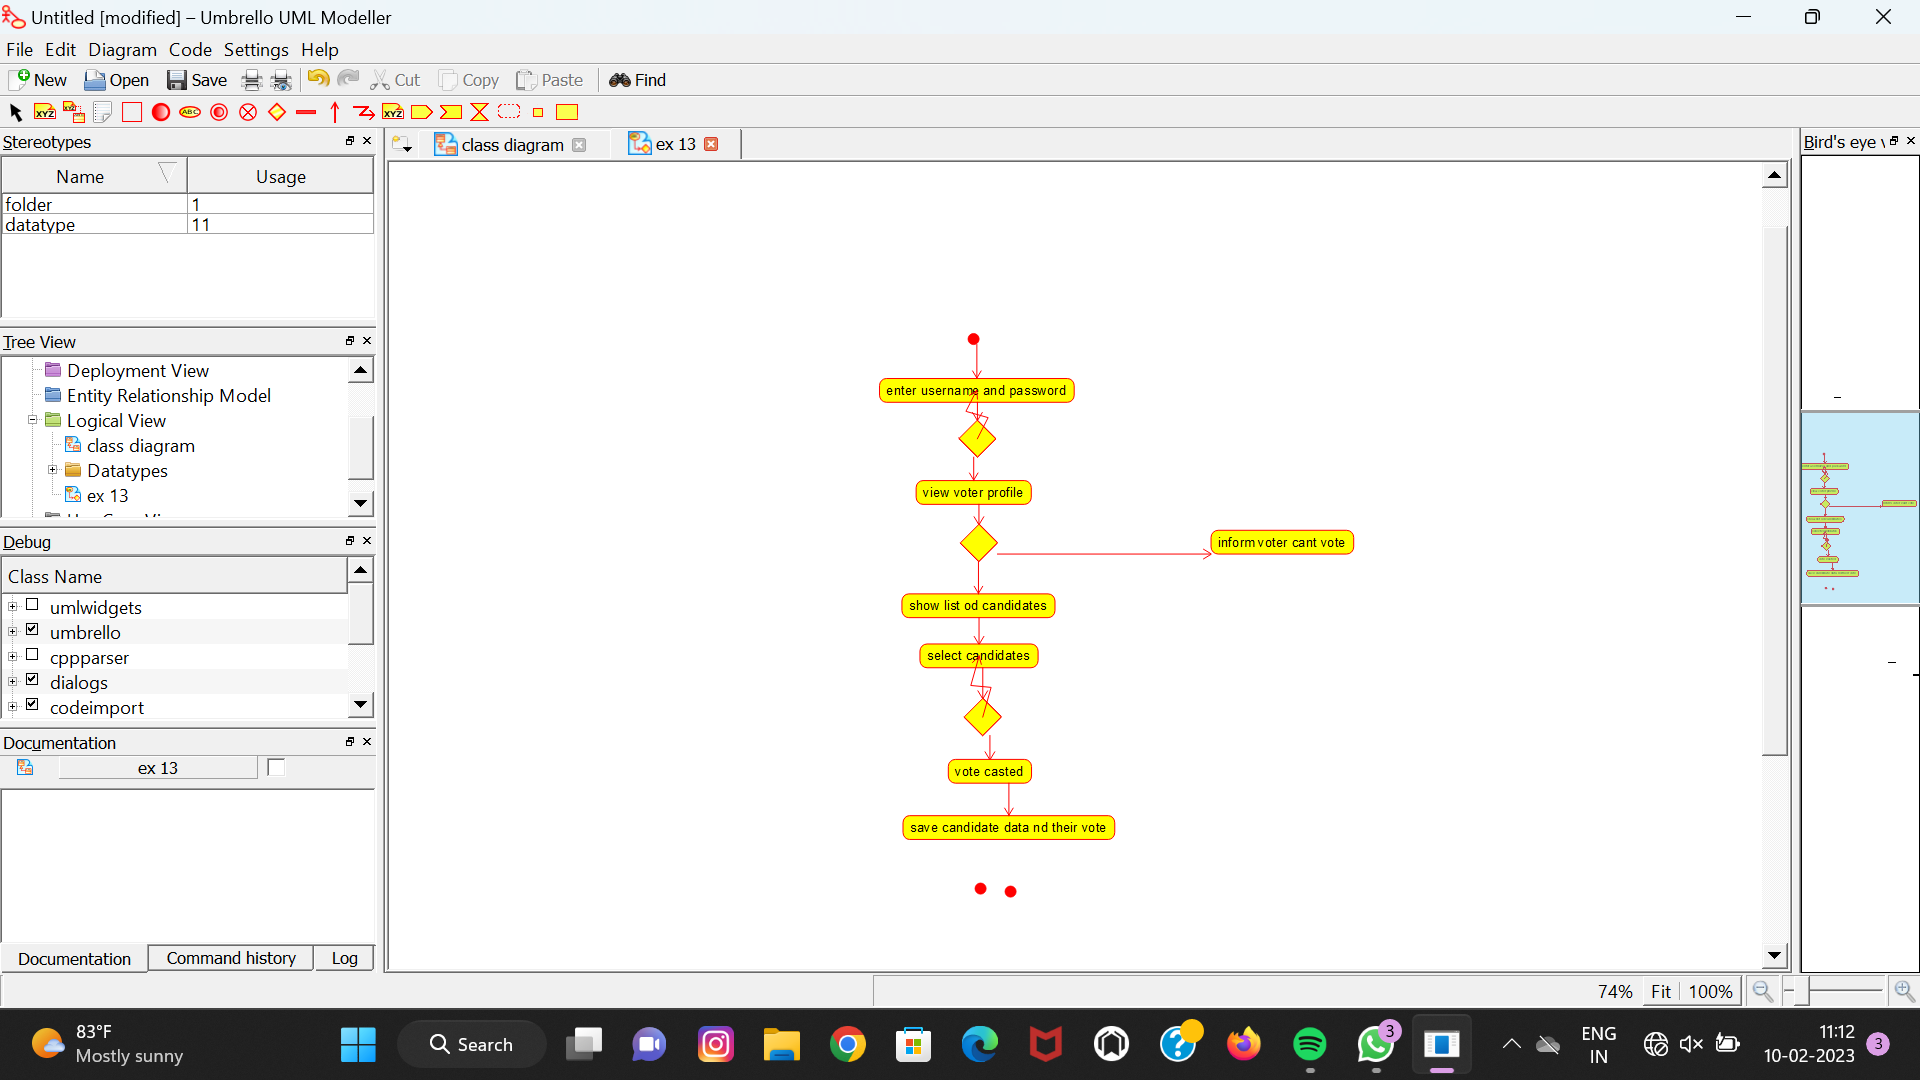 Untitled [modified] – Umbrello UML Modeller
File Edit Diagram Code Settings Help
New Open Save Cut Copy Paste Find
XYZ ABC XYZ
Stereotypes
Name Usage
folder 1
datatype 11
Tree View
Deployment View
Entity Relationship Model
Logical View
class diagram
Datatypes
ex 13
Debug
Class Name
umlwidgets
umbrello
cppparser
dialogs
codeimport
Documentation
ex 13
Documentation Command history Log
class diagram ex 13
enter username and password
view voter profile
inform voter cant vote
show list od candidates
select candidates
vote casted
save candidate data nd their vote
Bird's eye
74% Fit 100%
83°F
Mostly sunny
Search
3
ENG
IN
11:12
10-02-2023
3